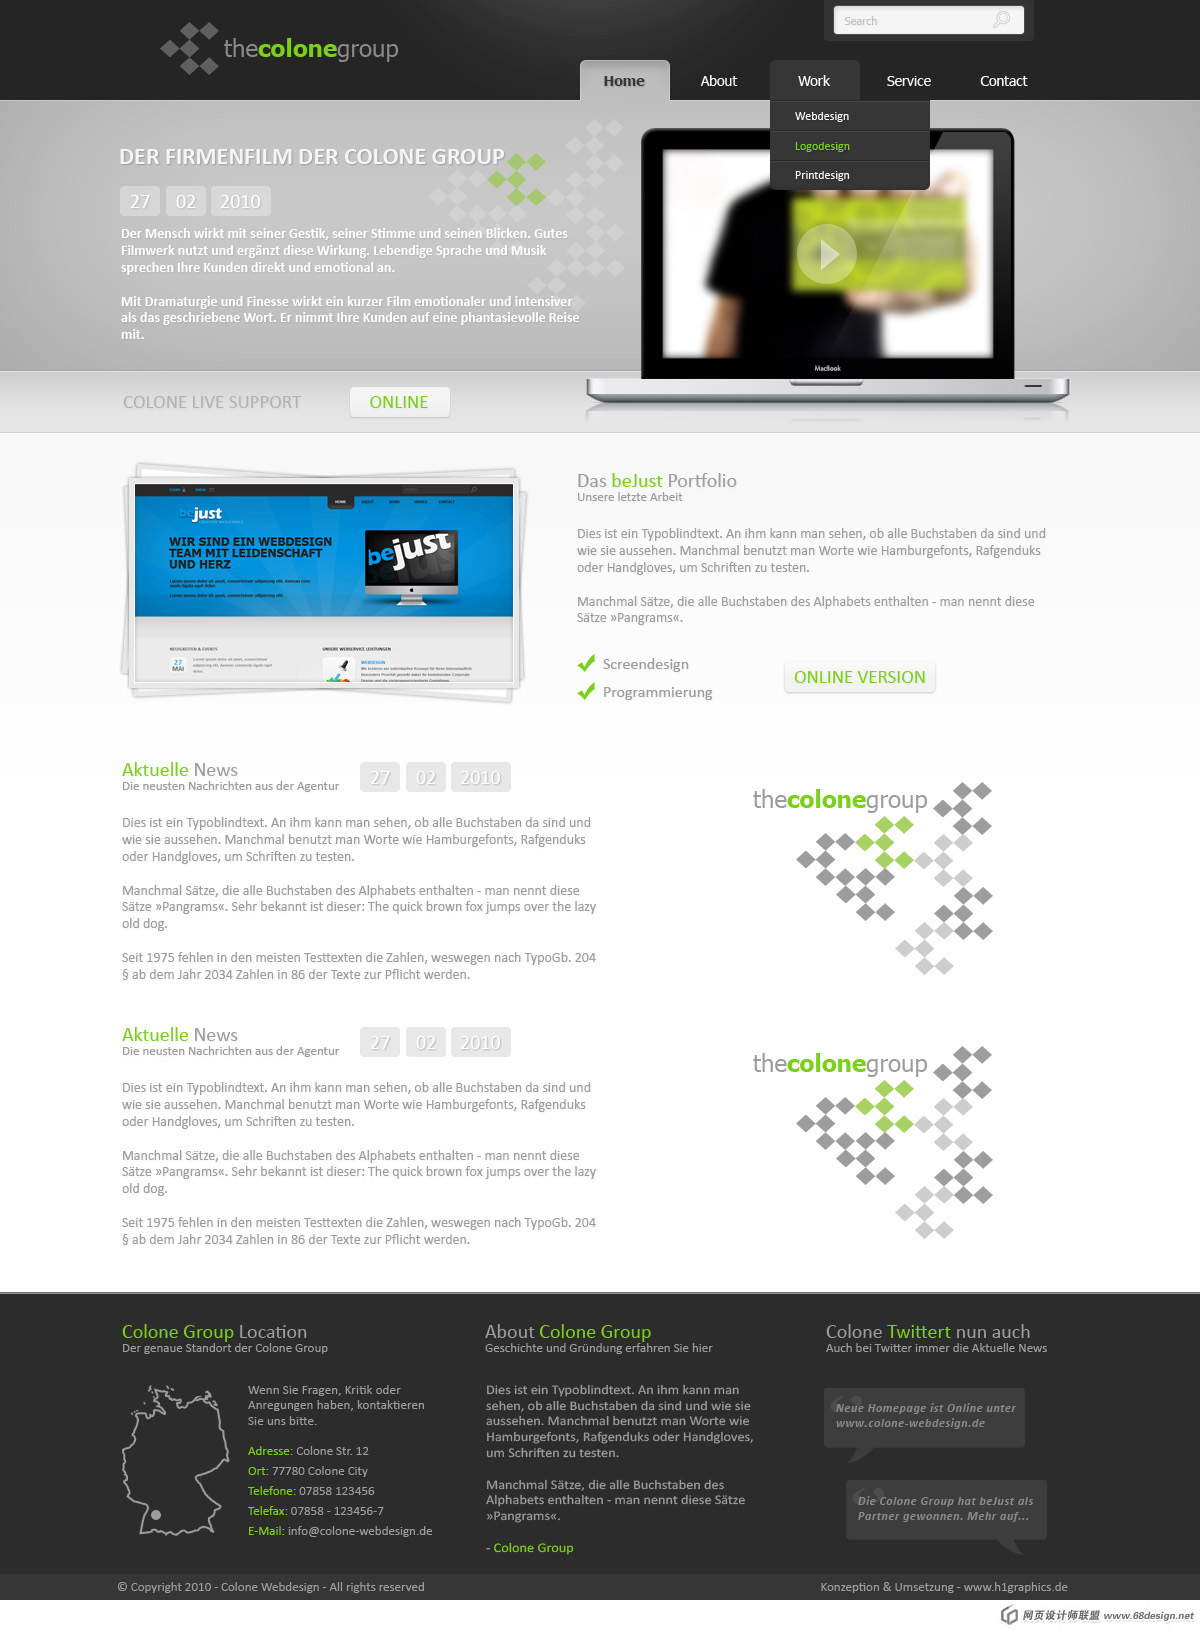 Search
thecolonegroup
Home
About
Work
Service
Contact
Webdesign
Logodesign
Printdesign
DER FIRMENFILM DER COLONE GROUP
27 02 2010
Der Mensch wirkt mit seiner Gestik, seiner Stimme und seinen Blicken. Gutes
Filmwerk nutzt und ergänzt diese Wirkung. Lebendige Sprache und Musik
sprechen Ihre Kunden direkt und emotional an.
Mit Dramaturgie und Finesse wirkt ein kurzer Film emotionaler und intensiver
als das geschriebene Wort. Er nimmt Ihre Kunden auf eine phantasievolle Reise
mit.
MacBook
COLONE LIVE SUPPORT
ONLINE
HOME
ABOUT
WORK
SERVICE
CONTACT
bejust
WIR SIND EIN WEBDESIGN
TEAM MIT LEIDENSCHAFT
UND HERZ
bejust
NEUIGKEITEN & EVENTS
27
MAI
UNSERE WEBSERVICE LEISTUNGEN
WEBDESIGN
Das beJust Portfolio
Unsere letzte Arbeit
Dies ist ein Typoblindtext. An ihm kann man sehen, ob alle Buchstaben da sind und
wie sie aussehen. Manchmal benutzt man Worte wie Hamburgefonts, Rafgenduks
oder Handgloves, um Schriften zu testen.
Manchmal Sätze, die alle Buchstaben des Alphabets enthalten - man nennt diese
Sätze »Pangrams«.
Screendesign
Programmierung
ONLINE VERSION
Aktuelle News
Die neusten Nachrichten aus der Agentur
27 02 2010
Dies ist ein Typoblindtext. An ihm kann man sehen, ob alle Buchstaben da sind und
wie sie aussehen. Manchmal benutzt man Worte wie Hamburgefonts, Rafgenduks
oder Handgloves, um Schriften zu testen.
Manchmal Sätze, die alle Buchstaben des Alphabets enthalten - man nennt diese
Sätze »Pangrams«. Sehr bekannt ist dieser: The quick brown fox jumps over the lazy
old dog.
Seit 1975 fehlen in den meisten Testtexten die Zahlen, weswegen nach TypoGb. 204
§ ab dem Jahr 2034 Zahlen in 86 der Texte zur Pflicht werden.
thecolonegroup
Aktuelle News
Die neusten Nachrichten aus der Agentur
27 02 2010
Dies ist ein Typoblindtext. An ihm kann man sehen, ob alle Buchstaben da sind und
wie sie aussehen. Manchmal benutzt man Worte wie Hamburgefonts, Rafgenduks
oder Handgloves, um Schriften zu testen.
Manchmal Sätze, die alle Buchstaben des Alphabets enthalten - man nennt diese
Sätze »Pangrams«. Sehr bekannt ist dieser: The quick brown fox jumps over the lazy
old dog.
Seit 1975 fehlen in den meisten Testtexten die Zahlen, weswegen nach TypoGb. 204
§ ab dem Jahr 2034 Zahlen in 86 der Texte zur Pflicht werden.
thecolonegroup
Colone Group Location
Der genaue Standort der Colone Group
Wenn Sie Fragen, Kritik oder
Anregungen haben, kontaktieren
Sie uns bitte.
Adresse: Colone Str. 12
Ort: 77780 Colone City
Telefone: 07858 123456
Telefax: 07858 - 123456-7
E-Mail: info@colone-webdesign.de
About Colone Group
Geschichte und Gründung erfahren Sie hier
Dies ist ein Typoblindtext. An ihm kann man
sehen, ob alle Buchstaben da sind und wie sie
aussehen. Manchmal benutzt man Worte wie
Hamburgefonts, Rafgenduks oder Handgloves,
um Schriften zu testen.
Manchmal Sätze, die alle Buchstaben des
Alphabets enthalten - man nennt diese Sätze
»Pangrams«.
- Colone Group
Colone Twittert nun auch
Auch bei Twitter immer die Aktuelle News
Neue Homepage ist Online unter
www.colone-webdesign.de
Die Colone Group hat beJust als
Partner gewonnen. Mehr auf...
© Copyright 2010 - Colone Webdesign - All rights reserved
Konzeption & Umsetzung - www.h1graphics.de
网页设计师联盟 www.68design.net